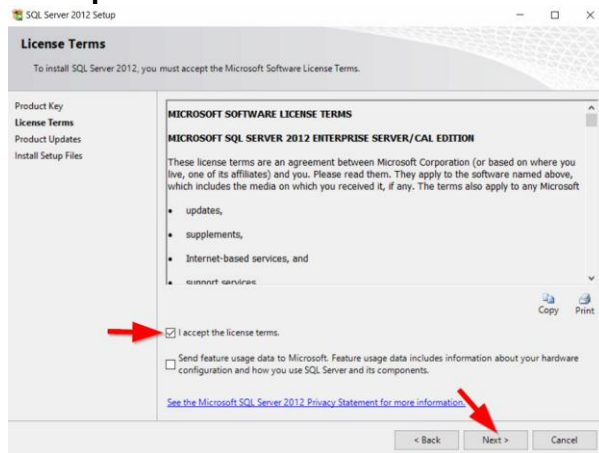 SQL Server 2012 Setup
License Terms
To install SQL Server 2012, you must accept the Microsoft Software License Terms.
Product Key
License Terms
Product Updates
Install Setup Files
MICROSOFT SOFTWARE LICENSE TERMS
MICROSOFT SQL SERVER 2012 ENTERPRISE SERVER/CAL EDITION
These license terms are an agreement between Microsoft Corporation (or based on where you
live, one of its affiliates) and you. Please read them. They apply to the software named above,
which includes the media on which you received it, if any. The terms also apply to any Microsoft
• updates,
• supplements,
• Internet-based services, and
• support services
Copy Print
I accept the license terms.
Send feature usage data to Microsoft. Feature usage data includes information about your hardware
configuration and how you use SQL Server and its components.
See the Microsoft SQL Server 2012 Privacy Statement for more information.
< Back Next > Cancel